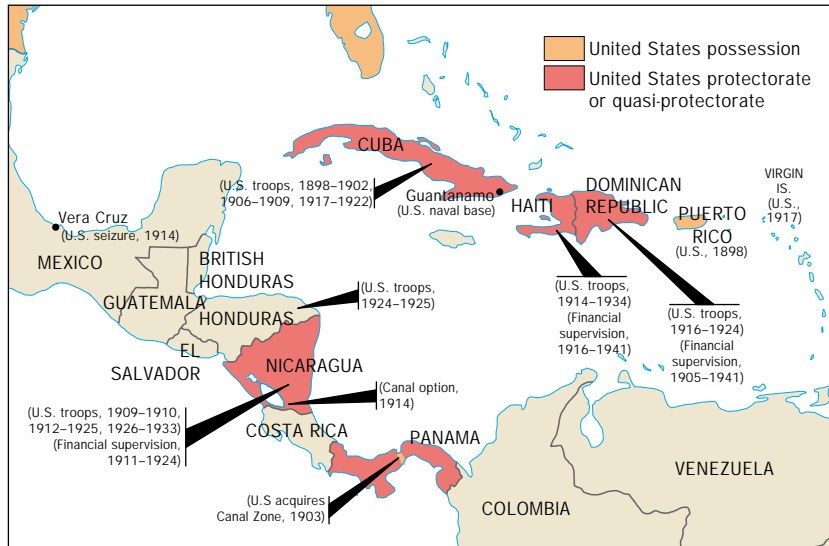 United States possession
United States protectorate
or quasi-protectorate
CUBA
(U.S. troops, 1898–1902,
1906–1909, 1917–1922)
Guantanamo
(U.S. naval base)
HAITI
DOMINICAN
REPUBLIC
VIRGIN
IS.
(U.S.,
1917)
PUERTO
RICO
(U.S., 1898)
Vera Cruz
(U.S. seizure, 1914)
MEXICO
BRITISH
HONDURAS
GUATEMALA
HONDURAS
(U.S. troops,
1924–1925)
(U.S. troops,
1914–1934)
(Financial
supervision,
1916–1941)
(U.S. troops,
1916–1924)
(Financial
supervision,
1905–1941)
EL
SALVADOR
NICARAGUA
(Canal option,
1914)
(U.S. troops, 1909–1910,
1912–1925, 1926–1933)
(Financial supervision,
1911–1924)
COSTA RICA
PANAMA
(U.S acquires
Canal Zone, 1903)
COLOMBIA
VENEZUELA